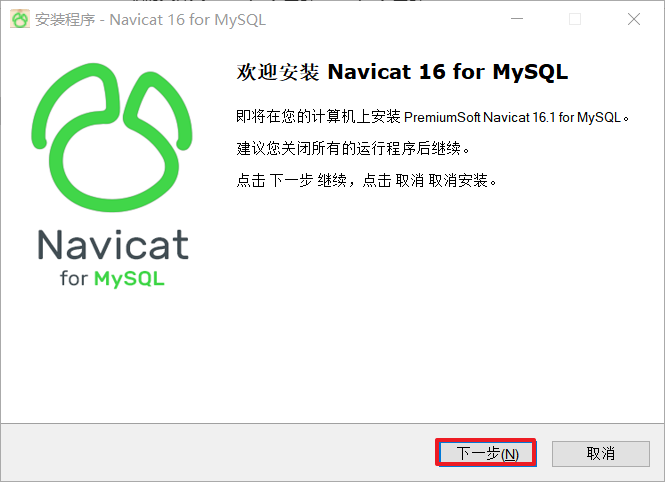 安装程序 - Navicat 16 for MySQL
欢迎安装 Navicat 16 for MySQL
即将在您的计算机上安装 PremiumSoft Navicat 16.1 for MySQL。
建议您关闭所有的运行程序后继续。
点击 下一步 继续，点击 取消 取消安装。
Navicat
for MySQL
下一步(N)
取消